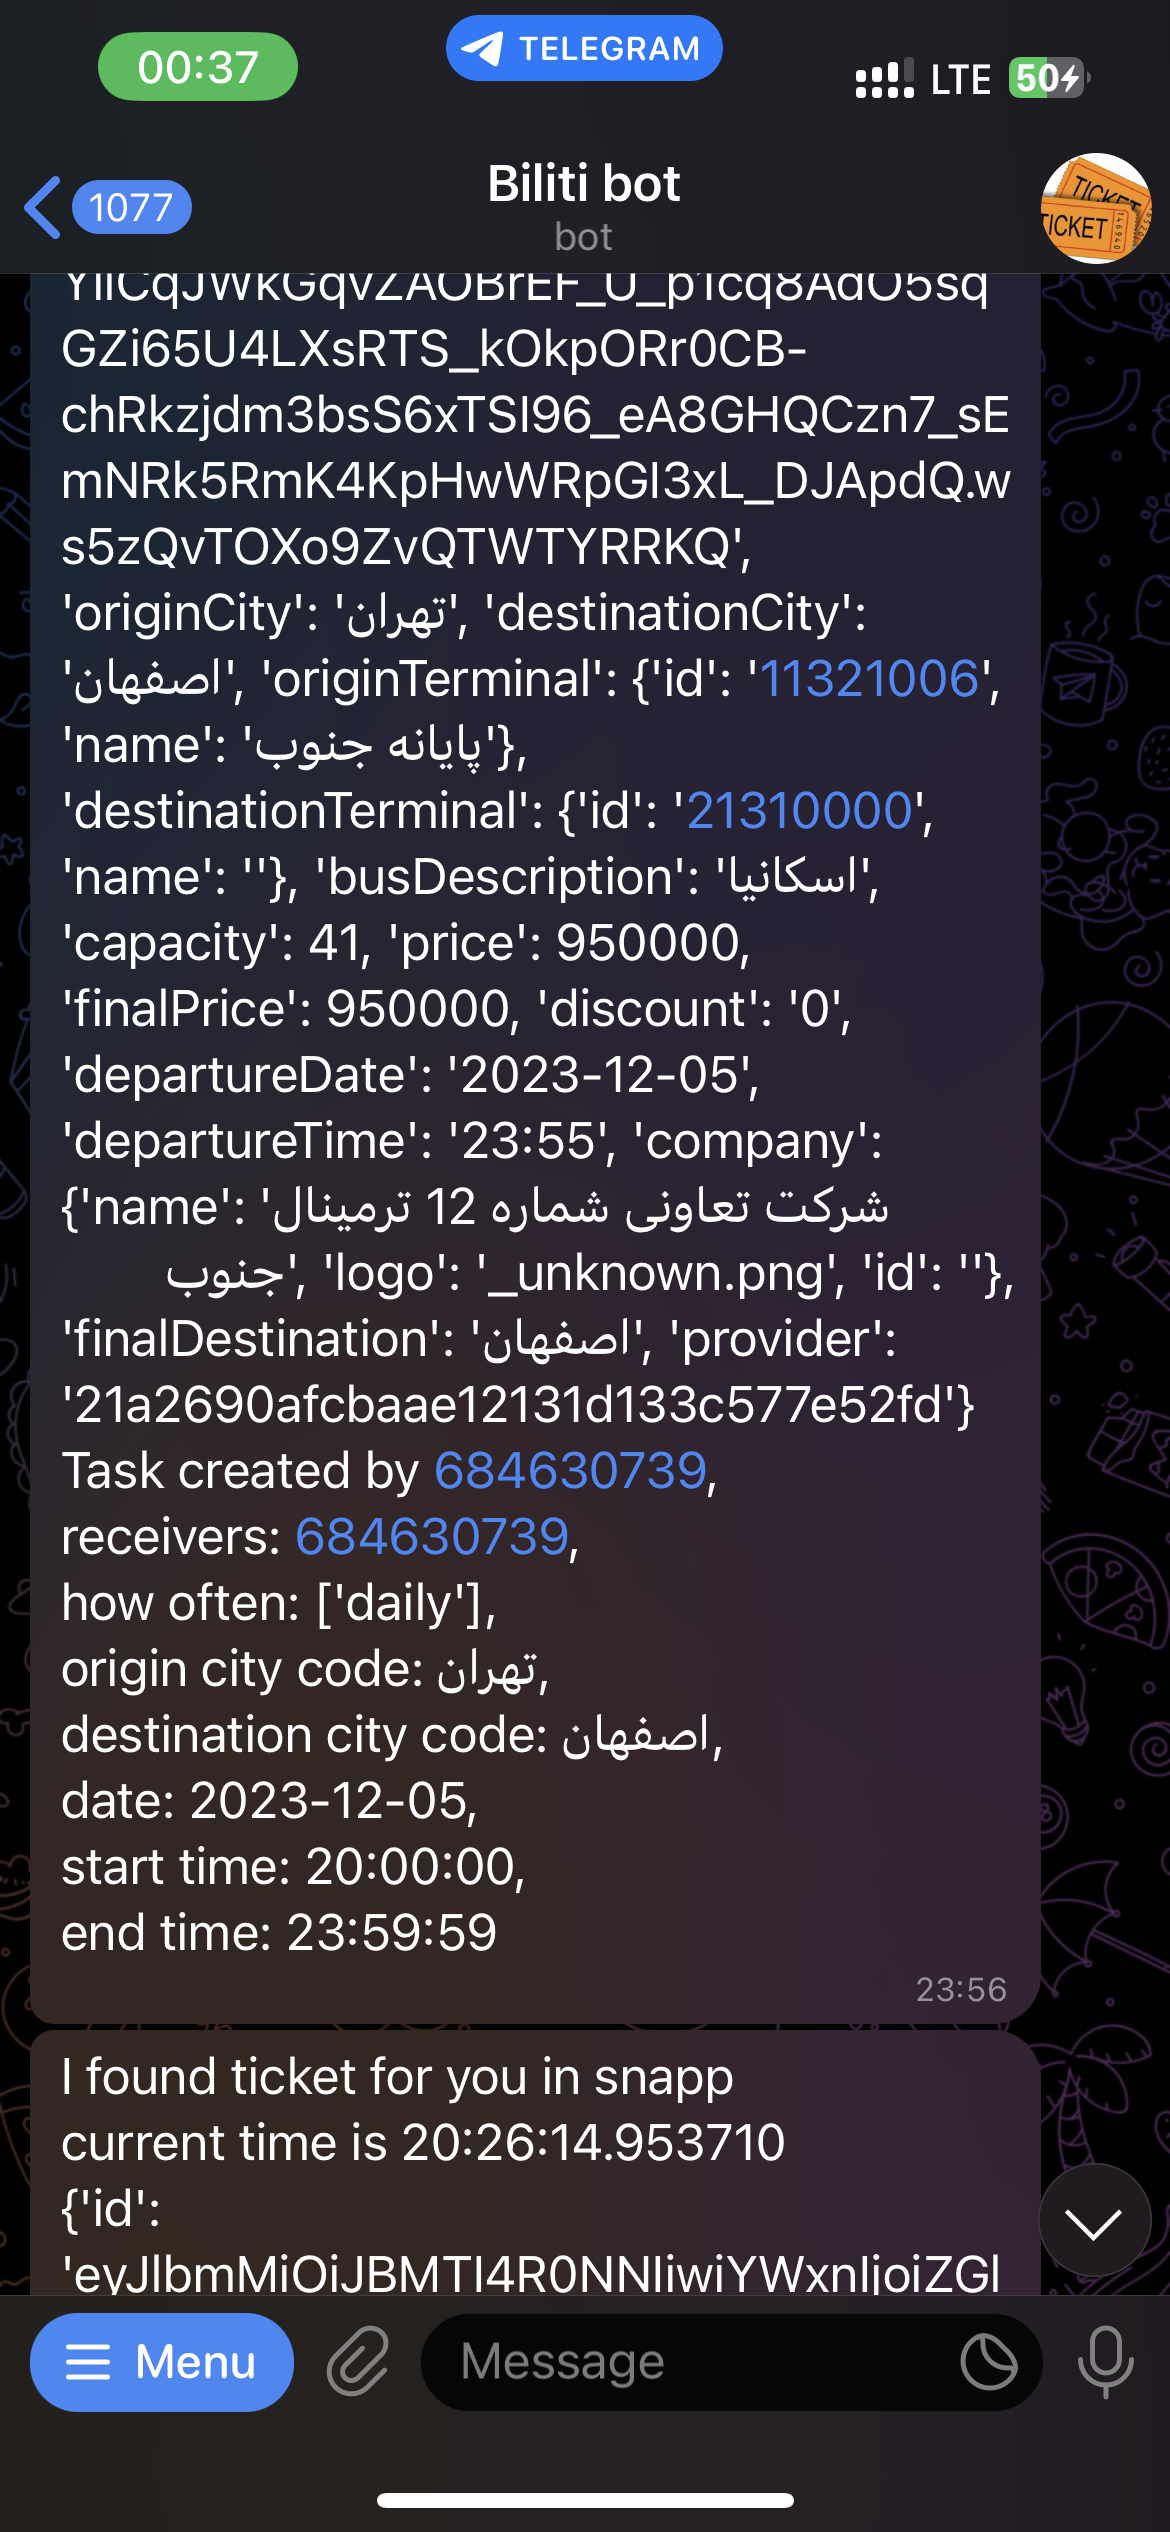 00:37
TELEGRAM
LTE
50
1077
Biliti bot
bot
TICKET
TICKET
YIlCqJWkGqvZAOBrEF_U_p1cq8AdO5sq
GZi65U4LXsRTS_kOkpORr0CB-
chRkzjdm3bsS6xTSI96_eA8GHQCzn7_sE
mNRk5RmK4KpHwWRpGI3xL_DJApdQ.w
s5zQvTOXo9ZvQTWTYRRKQ',
'originCity': 'تهران', 'destinationCity':
'اصفهان', 'originTerminal': {'id': '11321006',
'name': 'پایانه جنوب'},
'destinationTerminal': {'id': '21310000',
'name': ''}, 'busDescription': 'اسکانیا',
'capacity': 41, 'price': 950000,
'finalPrice': 950000, 'discount': '0',
'departureDate': '2023-12-05',
'departureTime': '23:55', 'company':
{'name': 'شرکت تعاونی شماره 12 ترمینال
جنوب', 'logo': '_unknown.png', 'id': ''},
'finalDestination': 'اصفهان', 'provider':
'21a2690afcbaae12131d133c577e52fd'}
Task created by 684630739,
receivers: 684630739,
how often: ['daily'],
origin city code: تهران,
destination city code: اصفهان,
date: 2023-12-05,
start time: 20:00:00,
end time: 23:59:59
23:56
I found ticket for you in snapp
current time is 20:26:14.953710
{'id':
'eyJlbmMiOiJBMTI4R0NNIiwiYWxnIjoiZGl
Menu
Message